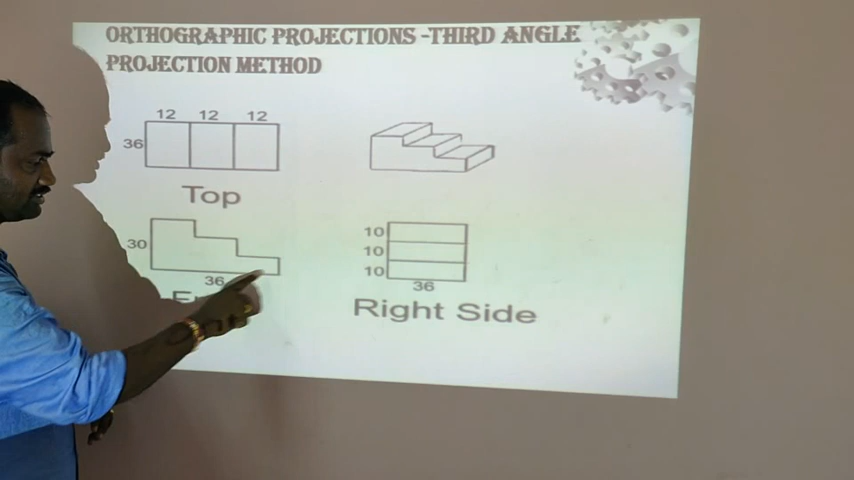 ORTHOGRAPHIC PROJECTIONS -THIRD ANGLE
PROJECTION METHOD
12 12 12
36
Top
30
36
10
10
10
36
Right Side